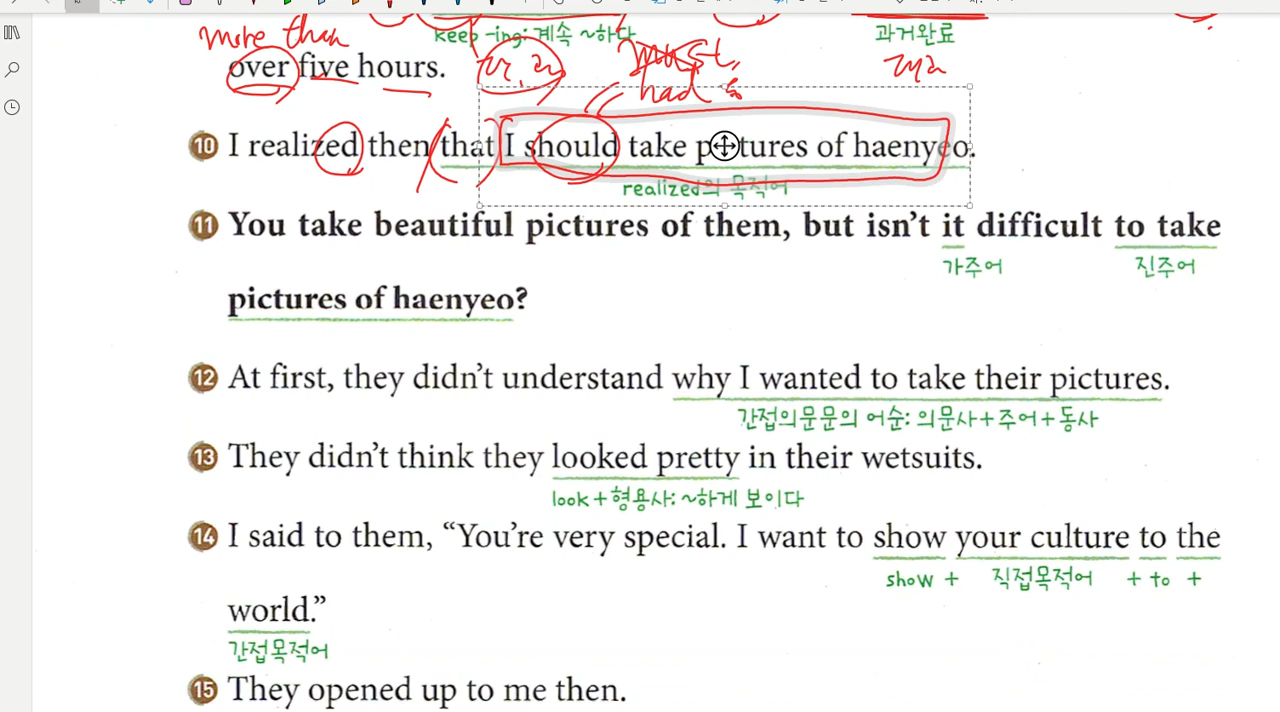 more than
keep -ing: 계속 ~하다
과거완료
over five hours.
must,
had
10 I realized then that I should take pictures of haenyeo.
realized의 목적어
11 You take beautiful pictures of them, but isn't it difficult to take
가주어 진주어
pictures of haenyeo?
12 At first, they didn't understand why I wanted to take their pictures.
간접의문문의 어순: 의문사+주어+동사
13 They didn't think they looked pretty in their wetsuits.
look+형용사: ~하게 보이다
14 I said to them, “You're very special. I want to show your culture to the
show + 직접목적어 + to +
world.”
간접목적어
15 They opened up to me then.